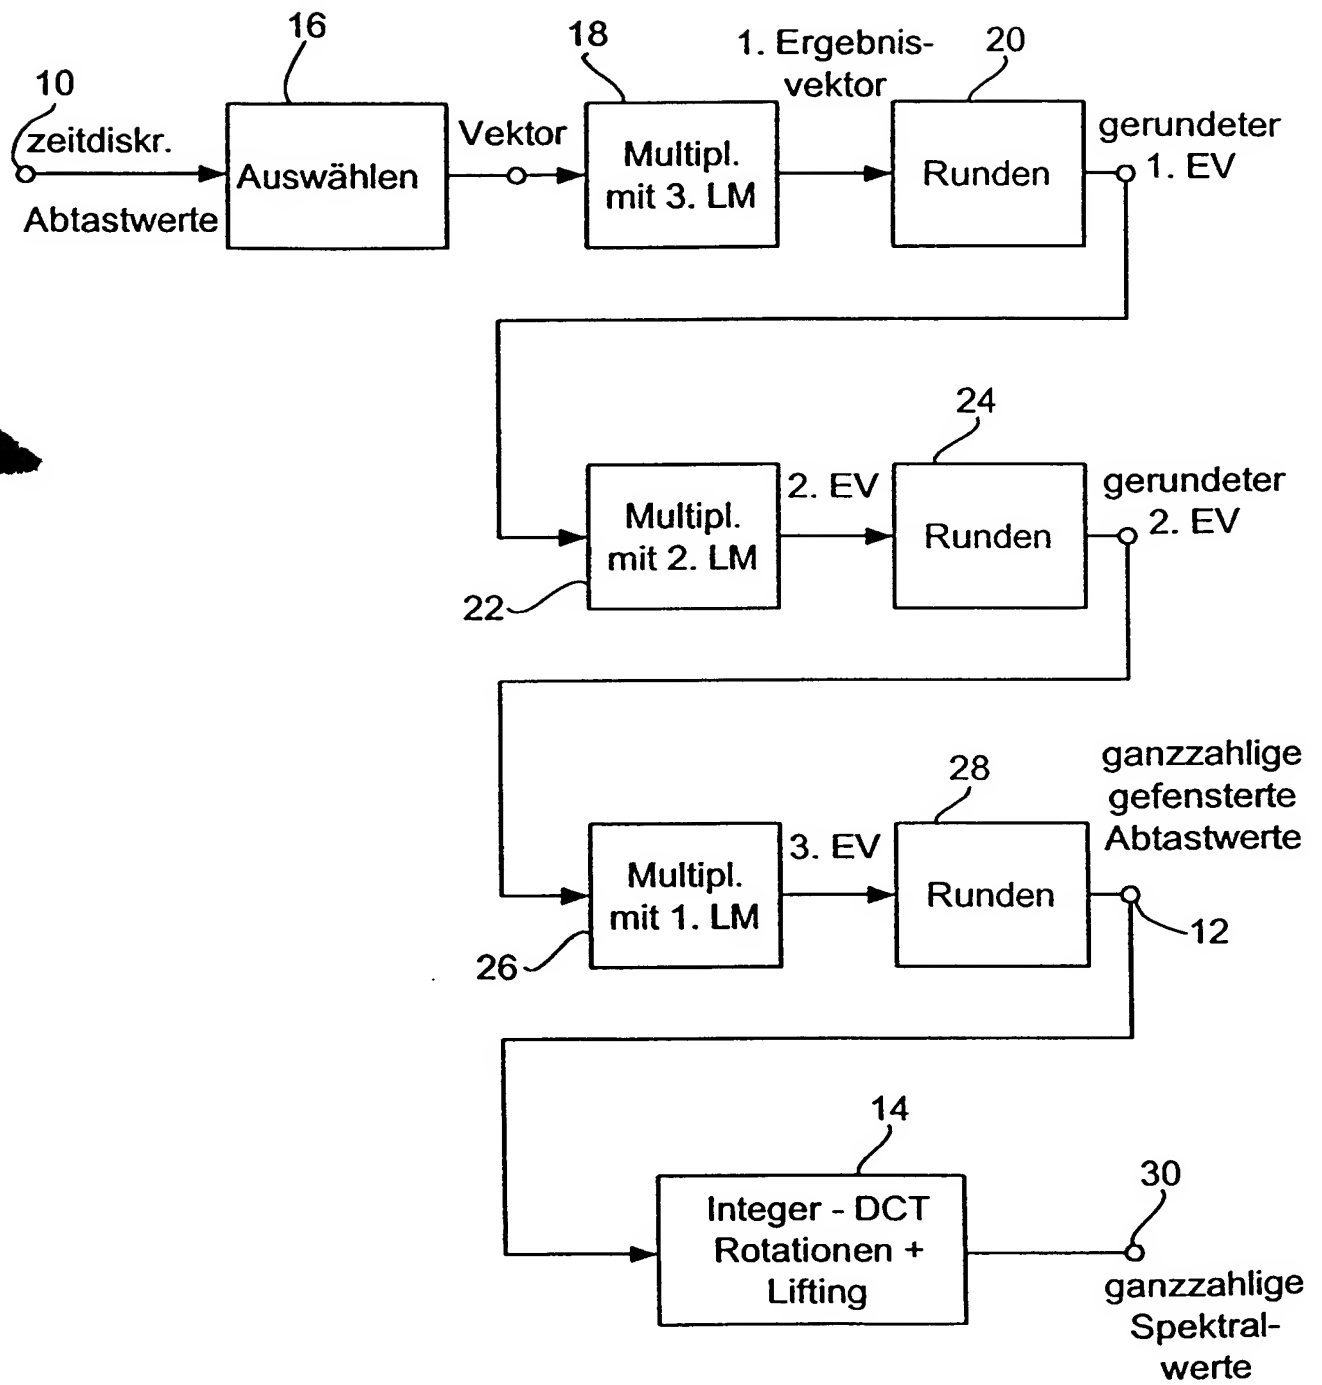 16
18
1. Ergebnis-
vektor
20
10
zeitdiskr.
Abtastwerte
Auswählen
Vektor
Multipl.
mit 3. LM
Runden
gerundeter
1. EV
24
Multipl.
mit 2. LM
22
2. EV
Runden
gerundeter
2. EV
28
Multipl.
mit 1. LM
26
3. EV
Runden
ganzzahlige
gefensterte
Abtastwerte
12
14
Integer - DCT
Rotationen +
Lifting
30
ganzzahlige
Spektral-
werte